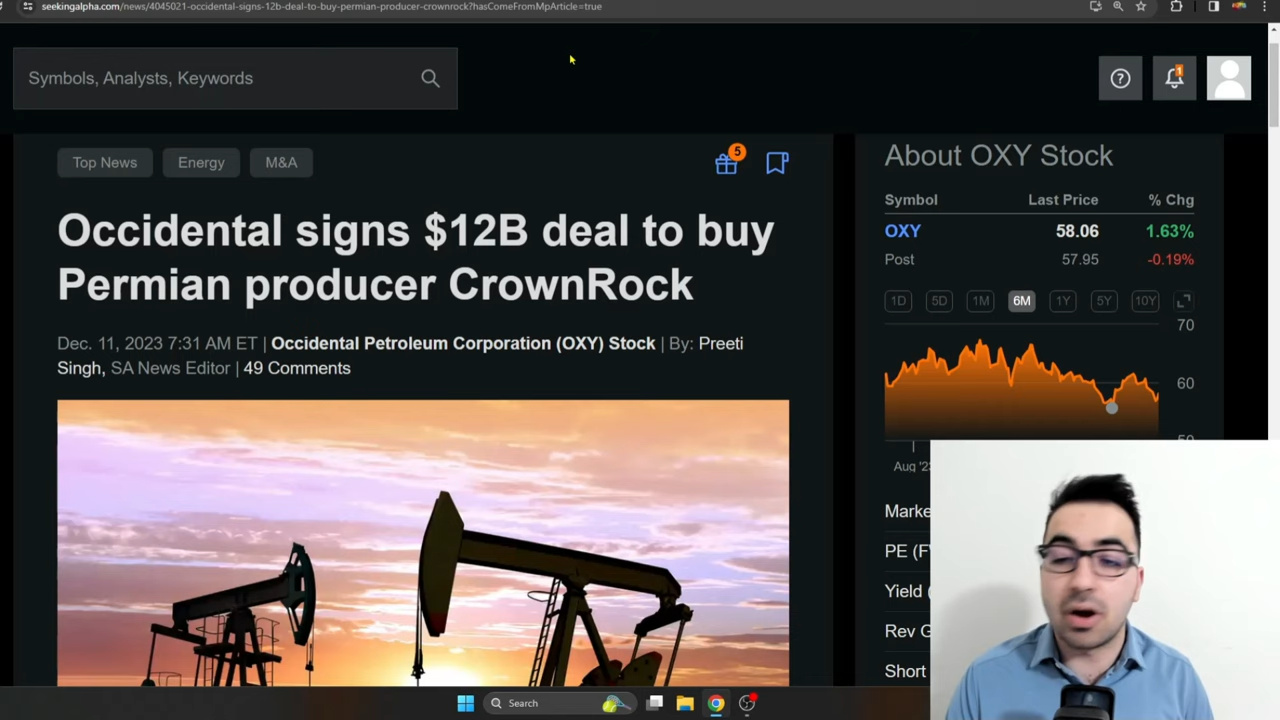 seekingalpha.com/news/4045021-occidental-signs-12b-deal-to-buy-permian-producer-crownrock?hasComeFromMpArticle=true
Symbols, Analysts, Keywords
1
Top News Energy M&A
5
Occidental signs $12B deal to buy
Permian producer CrownRock
Dec. 11, 2023 7:31 AM ET | Occidental Petroleum Corporation (OXY) Stock | By: Preeti
Singh, SA News Editor | 49 Comments
About OXY Stock
Symbol Last Price % Chg
OXY 58.06 1.63%
Post 57.95 -0.19%
1D 5D 1M 6M 1Y 5Y 10Y
70
60
Aug
Marke
PE (F
Yield (
Rev G
Short
Search